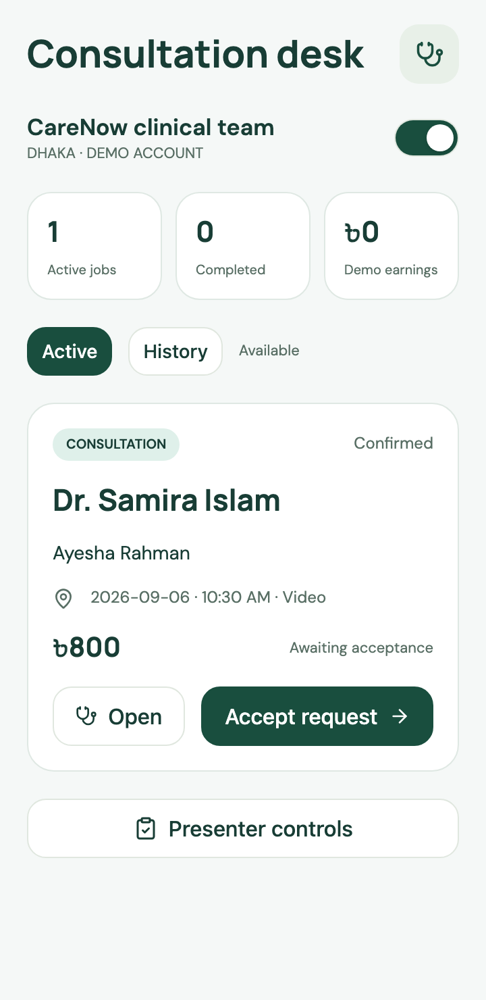 Consultation desk
CareNow clinical team
DHAKA · DEMO ACCOUNT
1
Active jobs
0
Completed
৳0
Demo earnings
Active
History
Available
CONSULTATION
Confirmed
Dr. Samira Islam
Ayesha Rahman
2026-09-06 · 10:30 AM · Video
৳800
Awaiting acceptance
Open
Accept request →
Presenter controls